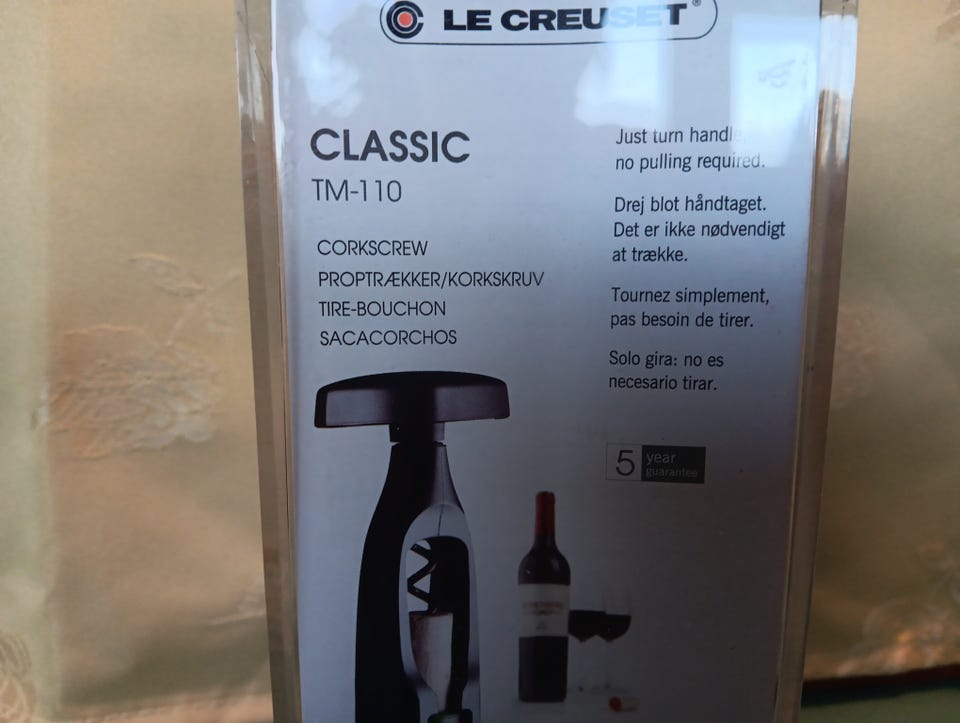 LE CREUSET®
CLASSIC
TM-110
CORKSCREW
PROPTRÆKKER/KORKSKRUV
TIRE-BOUCHON
SACACORCHOS
Just turn handle,
no pulling required.
Drej blot håndtaget.
Det er ikke nødvendigt
at trække.
Tournez simplement,
pas besoin de tirer.
Solo gira: no es
necesario tirar.
5 year
guarantee